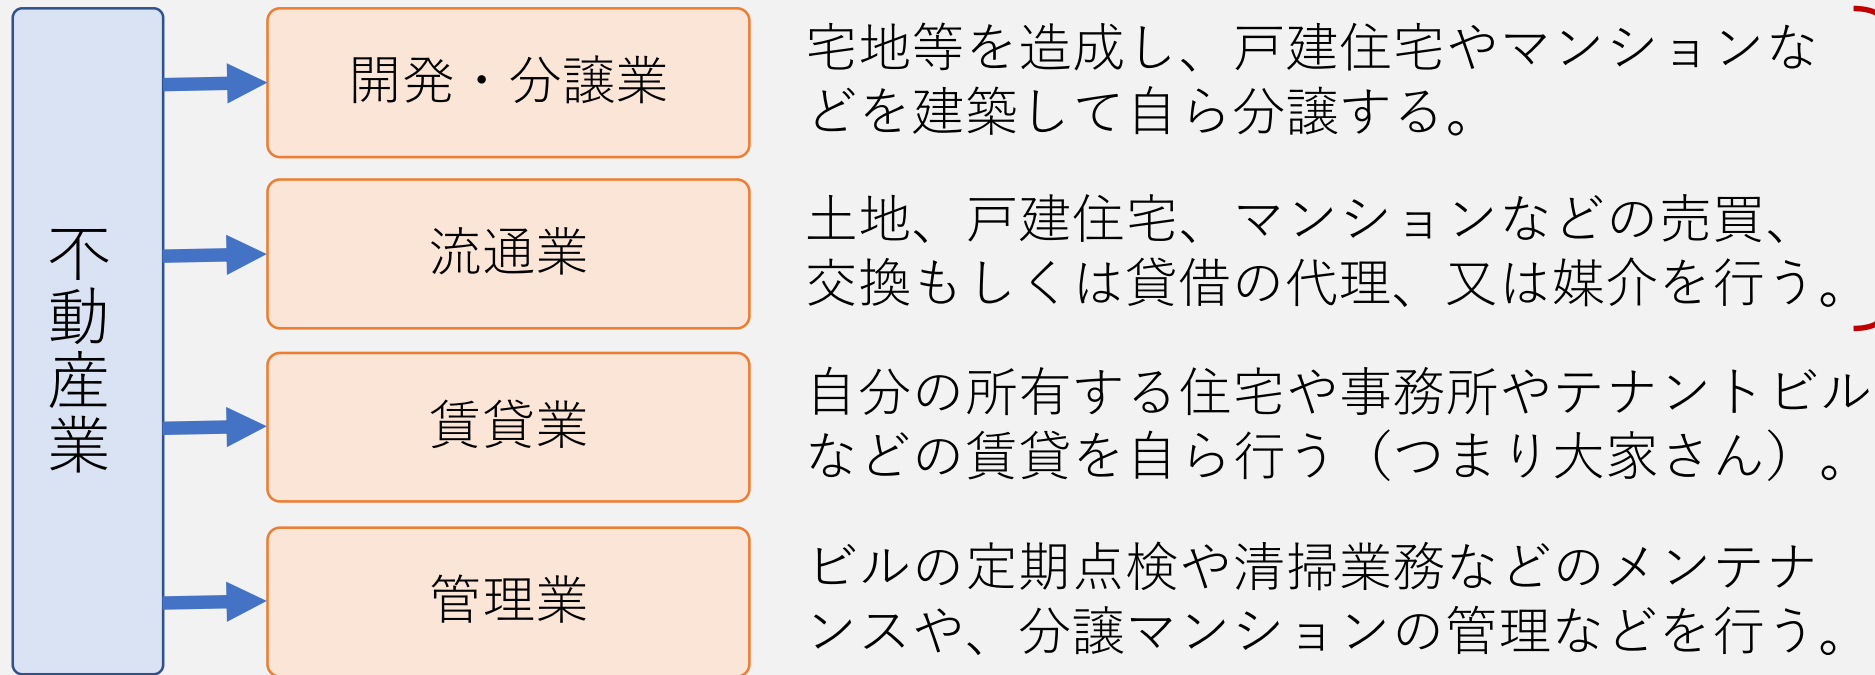 不動産業
開発・分譲業
宅地等を造成し、戸建住宅やマンションな
どを建築して自ら分譲する。
流通業
土地、戸建住宅、マンションなどの売買、
交換もしくは貸借の代理、又は媒介を行う。
賃貸業
自分の所有する住宅や事務所やテナントビル
などの賃貸を自ら行う（つまり大家さん）。
管理業
ビルの定期点検や清掃業務などのメンテナ
ンスや、分譲マンションの管理などを行う。